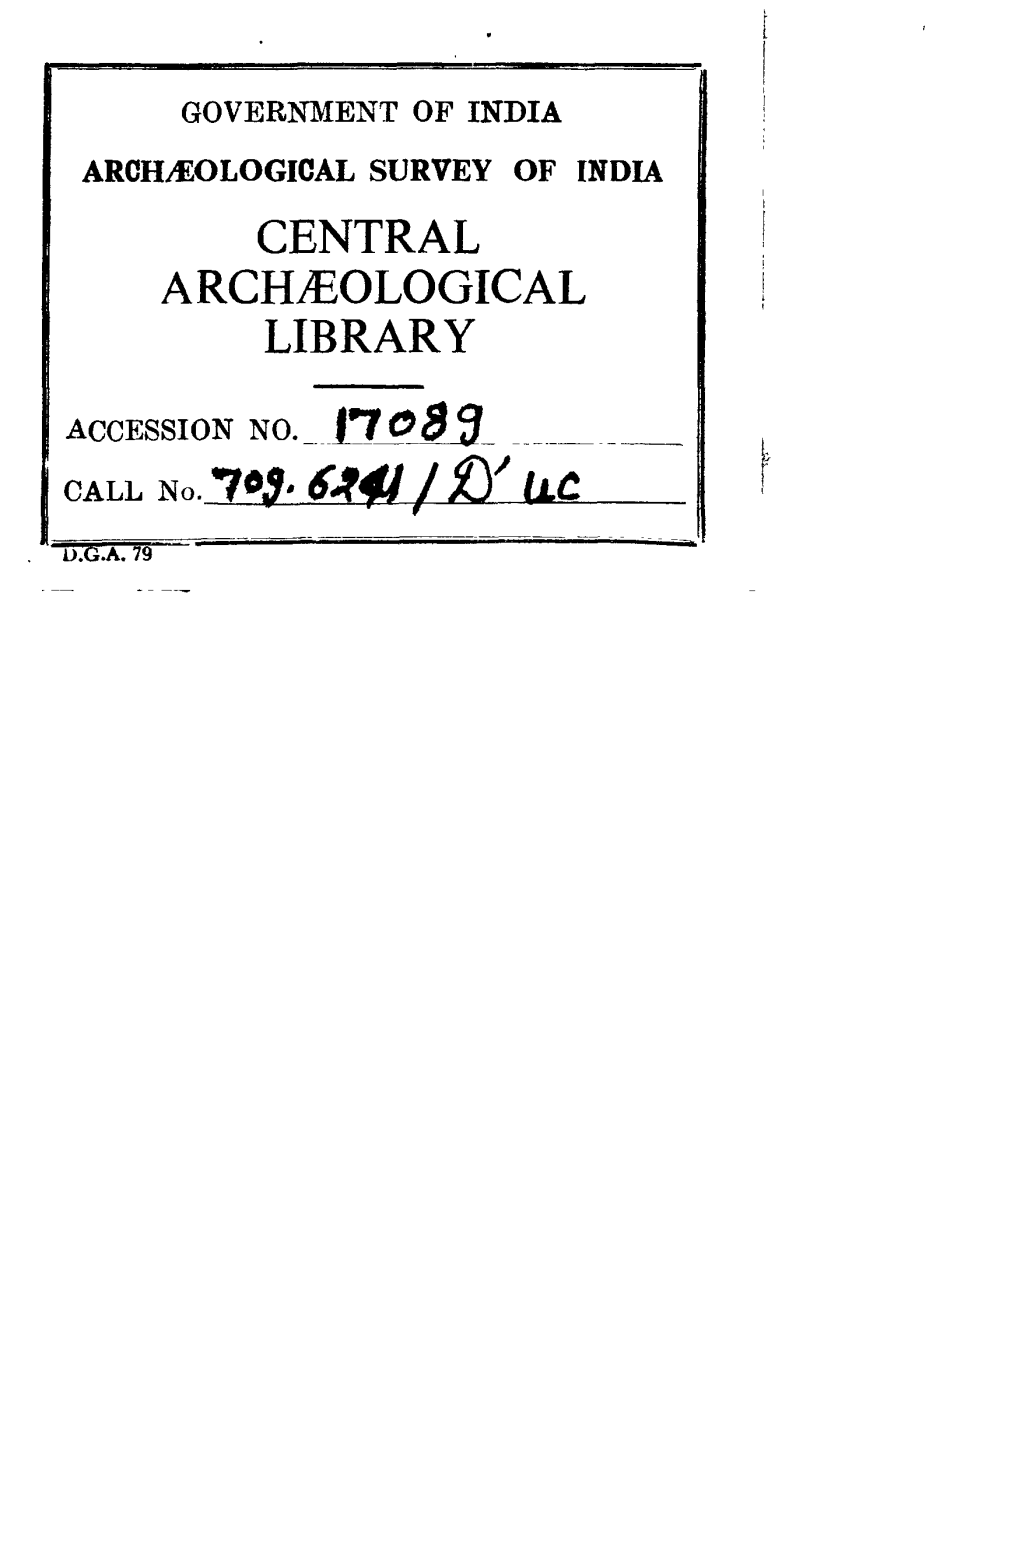 GOVERNMENT OF INDIA
ARCHÆOLOGICAL SURVEY OF INDIA
CENTRAL
ARCHÆOLOGICAL
LIBRARY
ACCESSION NO. 17089
CALL No. 709.6241/D'uc
D.G.A. 79